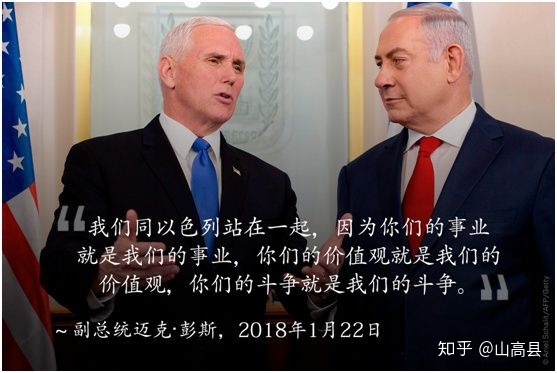 “我们同以色列站在一起，因为你们的事业
就是我们的事业，你们的价值观就是我们的
价值观，你们的斗争就是我们的斗争。”
~副总统迈克·彭斯，2018年1月22日
知乎 @山高县